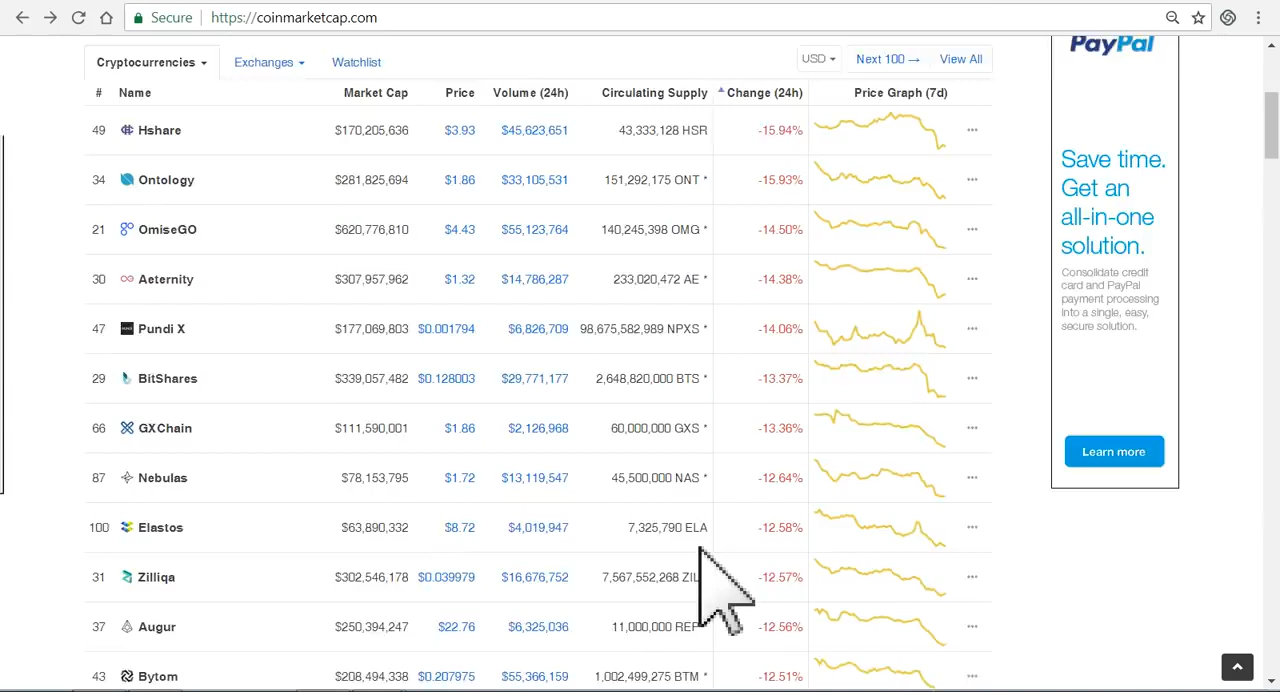 Secure https://coinmarketcap.com
Cryptocurrencies Exchanges Watchlist USD Next 100 → View All
# Name Market Cap Price Volume (24h) Circulating Supply Change (24h) Price Graph (7d)
49 Hshare $170,205,636 $3.93 $45,623,651 43,333,128 HSR -15.94%
34 Ontology $281,825,694 $1.86 $33,105,531 151,292,175 ONT * -15.93%
21 OmiseGO $620,776,810 $4.43 $55,123,764 140,245,398 OMG * -14.50%
30 Aeternity $307,957,962 $1.32 $14,786,287 233,020,472 AE * -14.38%
47 Pundi X $177,069,803 $0.001794 $6,826,709 98,675,582,989 NPXS * -14.06%
29 BitShares $339,057,482 $0.128003 $29,771,177 2,648,820,000 BTS * -13.37%
66 GXChain $111,590,001 $1.86 $2,126,968 60,000,000 GXS * -13.36%
87 Nebulas $78,153,795 $1.72 $13,119,547 45,500,000 NAS * -12.64%
100 Elastos $63,890,332 $8.72 $4,019,947 7,325,790 ELA -12.58%
31 Zilliqa $302,546,178 $0.039979 $16,676,752 7,567,552,268 ZIL -12.57%
37 Augur $250,394,247 $22.76 $6,325,036 11,000,000 REP -12.56%
43 Bytom $208,494,338 $0.207975 $55,366,159 1,002,499,275 BTM * -12.51%
PayPal
Save time.
Get an
all-in-one
solution.
Consolidate credit
card and PayPal
payment processing
into a single, easy,
secure solution.
Learn more